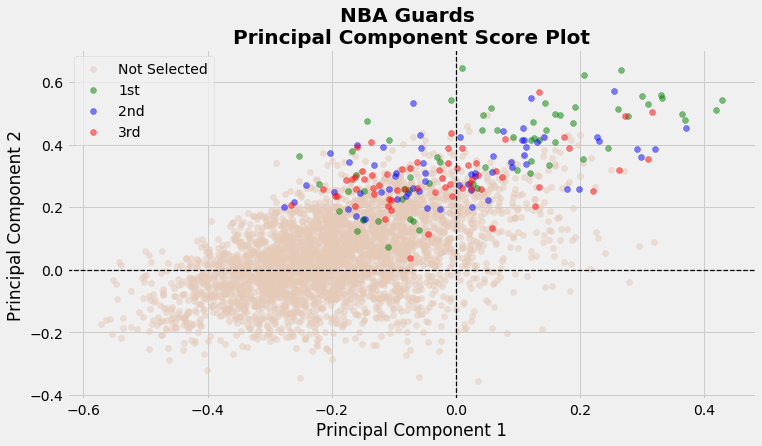 NBA Guards
Principal Component Score Plot
Not Selected
1st
2nd
3rd
Principal Component 2
0.6
0.4
0.2
0.0
−0.2
−0.4
−0.6
−0.4
−0.2
0.0
0.2
0.4
Principal Component 1